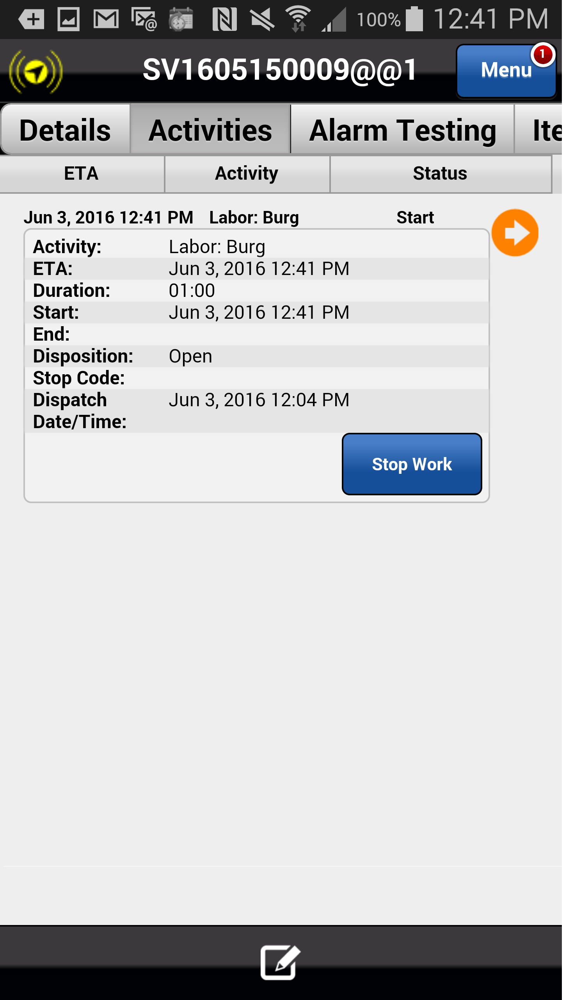 100% 12:41 PM
SV1605150009@@1
Menu
1
Details Activities Alarm Testing Ite
ETA Activity Status
Jun 3, 2016 12:41 PM Labor: Burg Start
Activity: Labor: Burg
ETA: Jun 3, 2016 12:41 PM
Duration: 01:00
Start: Jun 3, 2016 12:41 PM
End:
Disposition: Open
Stop Code:
Dispatch Jun 3, 2016 12:04 PM
Date/Time:
Stop Work